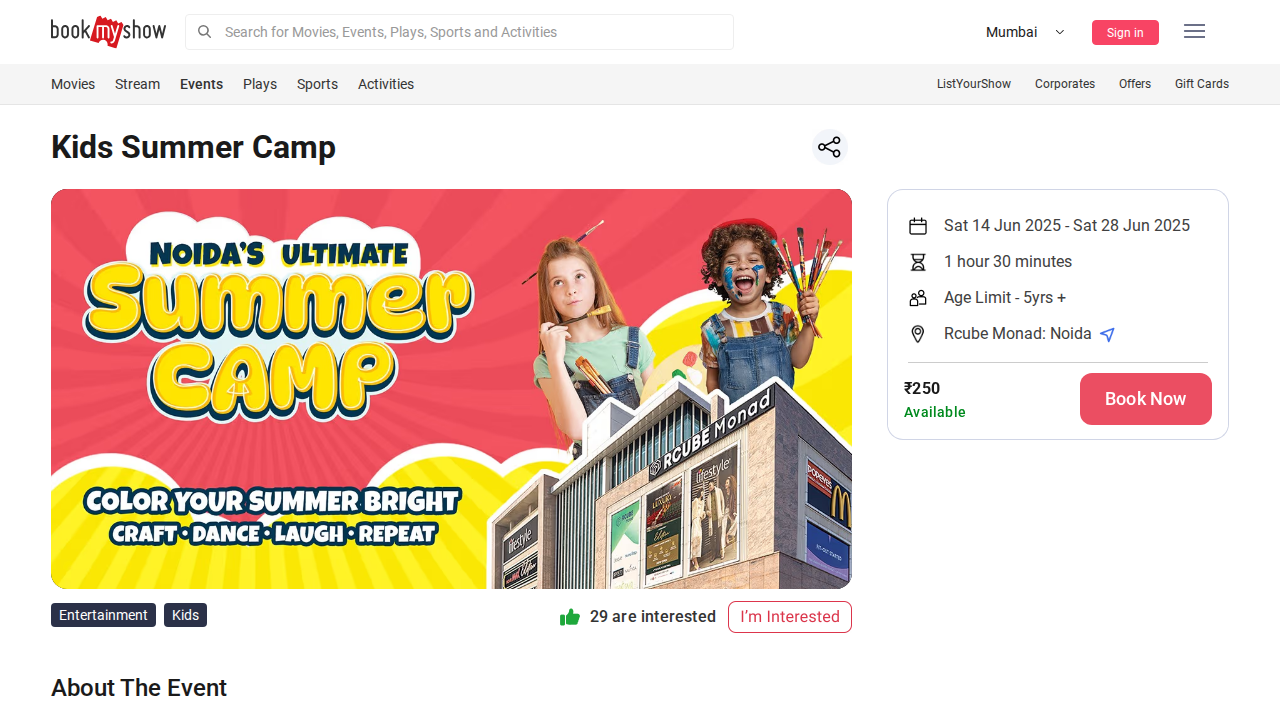 bookmyshow
Search for Movies, Events, Plays, Sports and Activities
Mumbai
Sign in
Movies
Stream
Events
Plays
Sports
Activities
ListYourShow
Corporates
Offers
Gift Cards
Kids Summer Camp
NOIDA'S ULTIMATE
Summer
CAMP
COLOR YOUR SUMMER BRIGHT
CRAFT • DANCE • LAUGH • REPEAT
RCUBE Monad
lifestyle
lifestyle
LUXURY
POPEYES
Sat 14 Jun 2025 - Sat 28 Jun 2025
1 hour 30 minutes
Age Limit - 5yrs +
Rcube Monad: Noida
₹250
Available
Book Now
Entertainment
Kids
29 are interested
I'm Interested
About The Event